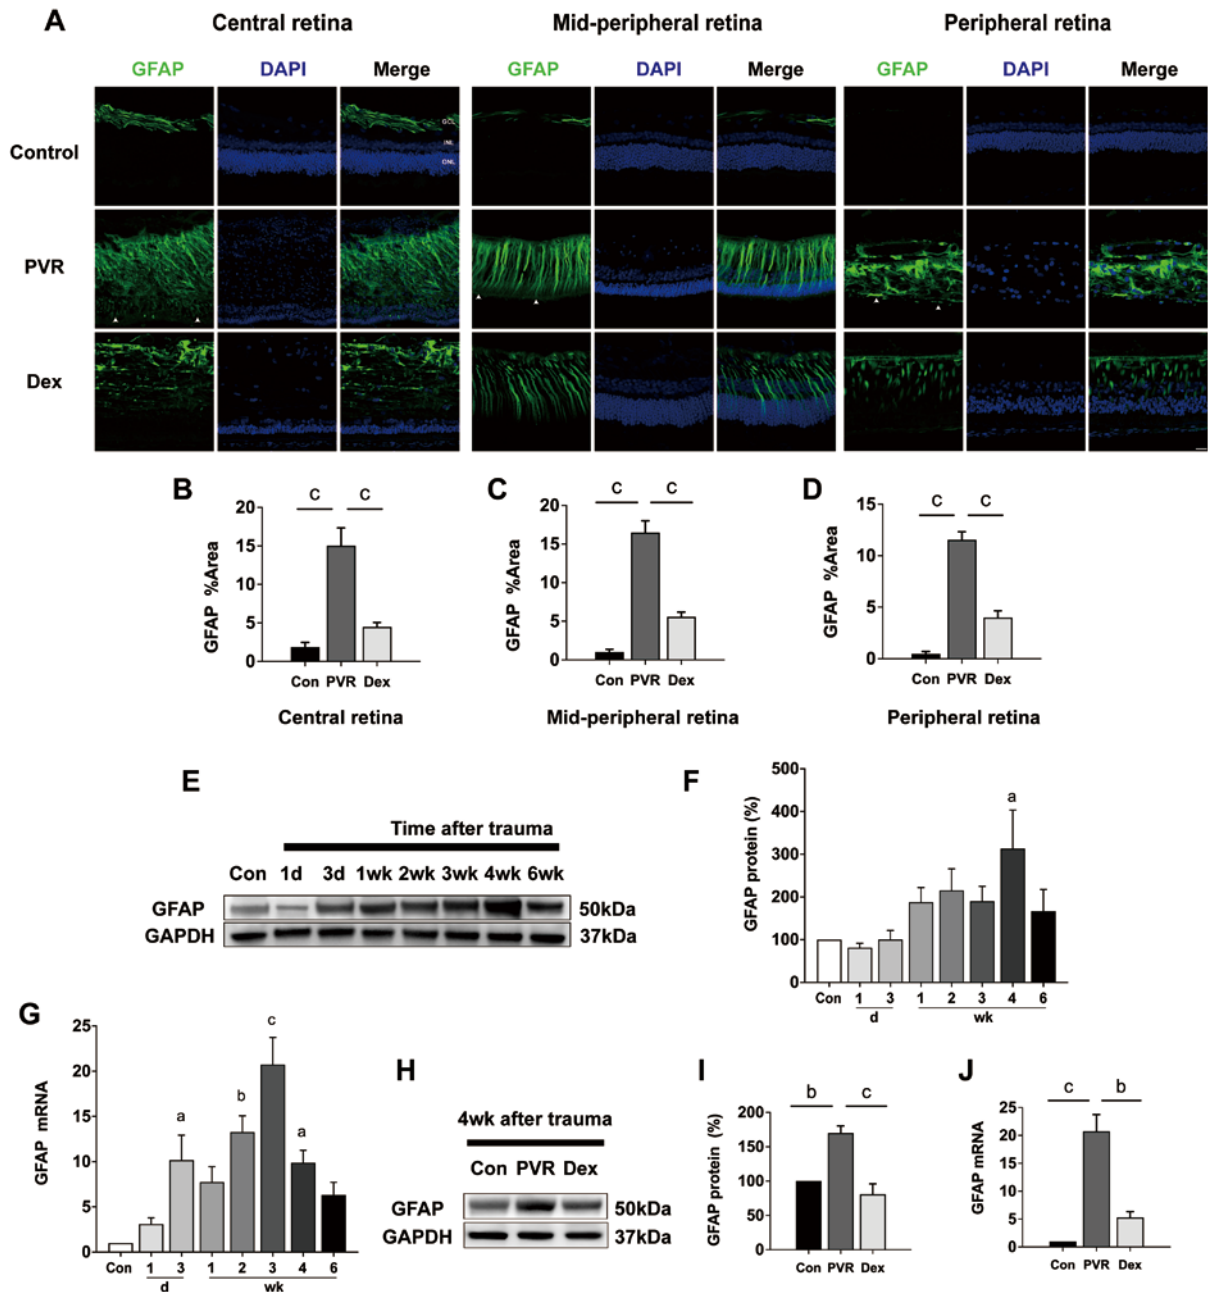 A
Central retina
Mid-peripheral retina
Peripheral retina
GFAP DAPI Merge
GFAP DAPI Merge
GFAP DAPI Merge
Control
GCL
INL
ONL
PVR
Dex
B
C C
20
15
10
5
0
GFAP %Area
Con PVR Dex
Central retina
C
C C
20
15
10
5
0
GFAP %Area
Con PVR Dex
Mid-peripheral retina
D
C C
15
10
5
0
GFAP %Area
Con PVR Dex
Peripheral retina
E
Time after trauma
Con 1d 3d 1wk 2wk 3wk 4wk 6wk
GFAP 50kDa
GAPDH 37kDa
F
500
400
300
200
100
0
GFAP protein (%)
a
Con 1 3 1 2 3 4 6
d wk
G
25
20
15
10
5
0
GFAP mRNA
a b c a
Con 1 3 1 2 3 4 6
d wk
H
4wk after trauma
Con PVR Dex
GFAP 50kDa
GAPDH 37kDa
I
b c
200
150
100
50
0
GFAP protein (%)
Con PVR Dex
J
c b
25
20
15
10
5
0
GFAP mRNA
Con PVR Dex